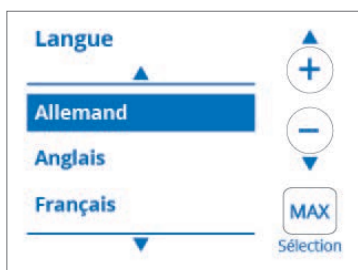 Langue
Allemand
Anglais
Français
+
−
MAX
Sélection